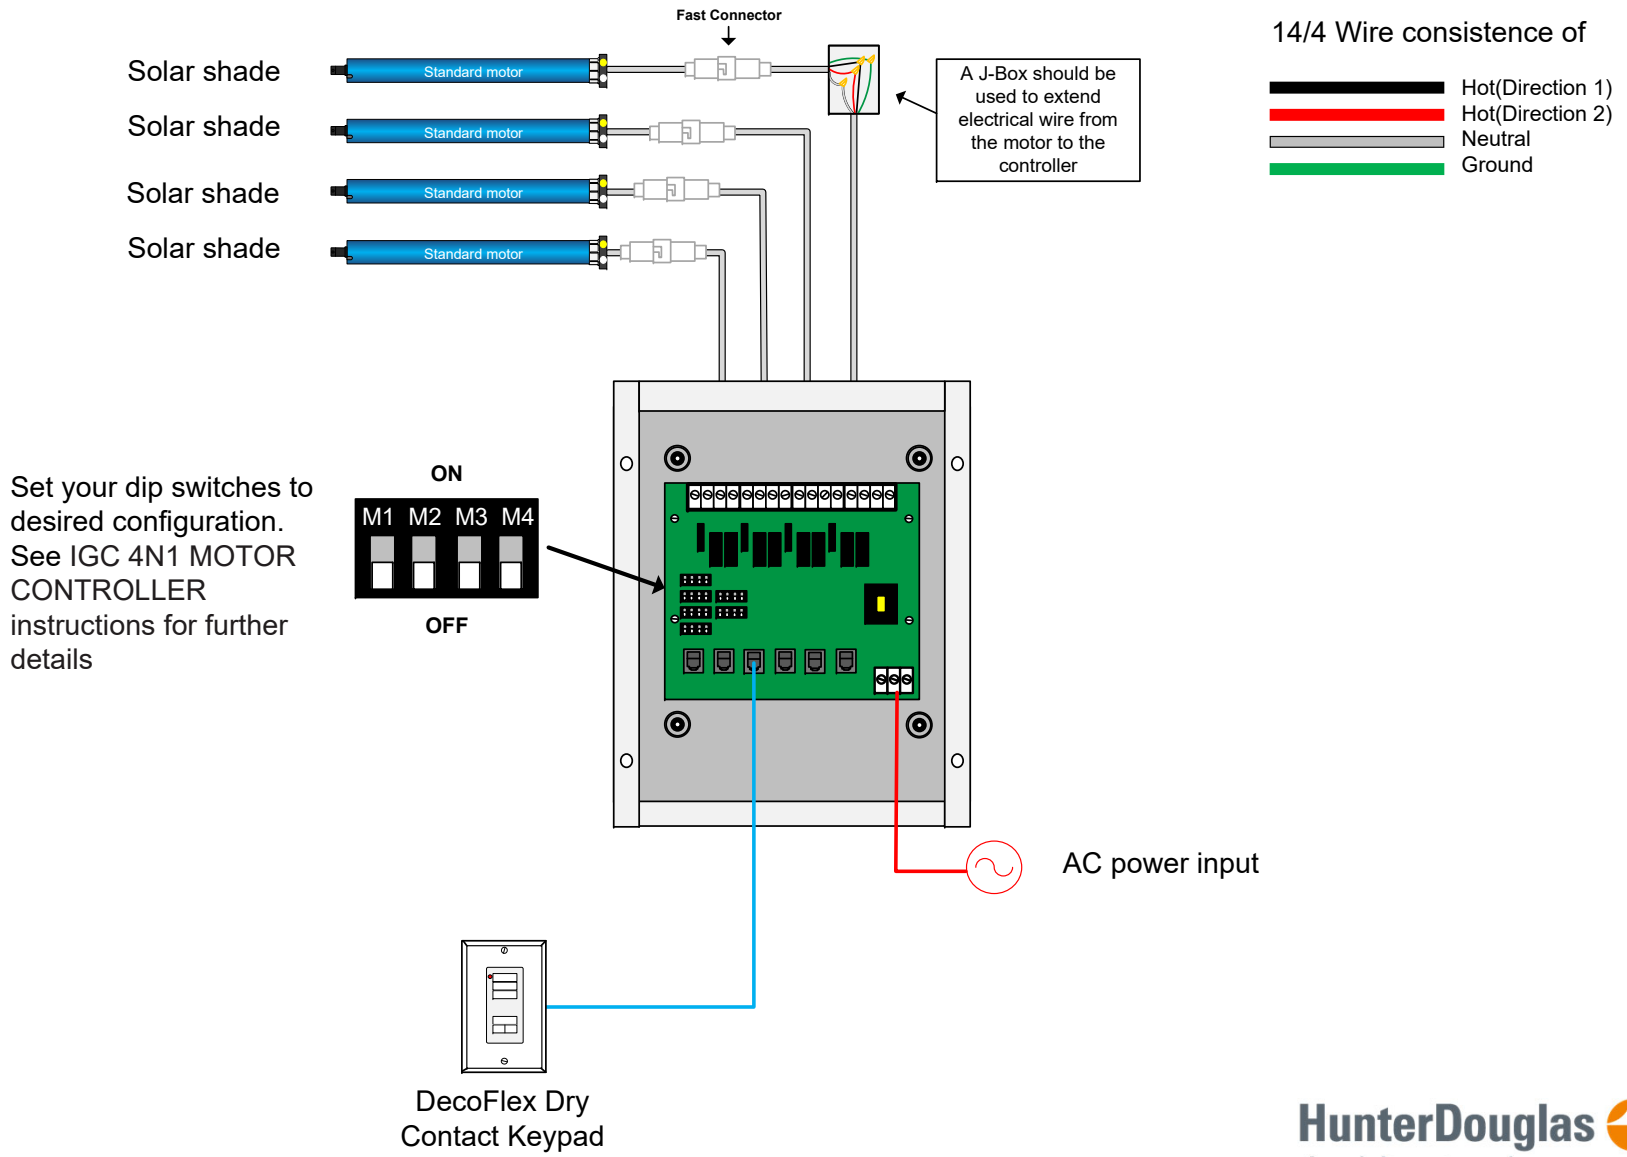 Fast Connector
14/4 Wire consistence of
Solar shade
Standard motor
A J-Box should be
used to extend
electrical wire from
the motor to the
controller
Hot(Direction 1)
Hot(Direction 2)
Neutral
Ground
Solar shade
Standard motor
Solar shade
Standard motor
Solar shade
Standard motor
Set your dip switches to
desired configuration.
See IGC 4N1 MOTOR
CONTROLLER
instructions for further
details
ON
M1 M2 M3 M4
OFF
AC power input
DecoFlex Dry
Contact Keypad
HunterDouglas